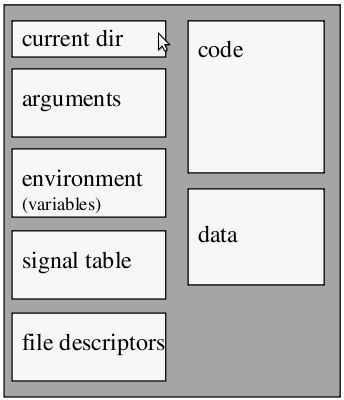 current dir
arguments
environment
(variables)
signal table
file descriptors
code
data